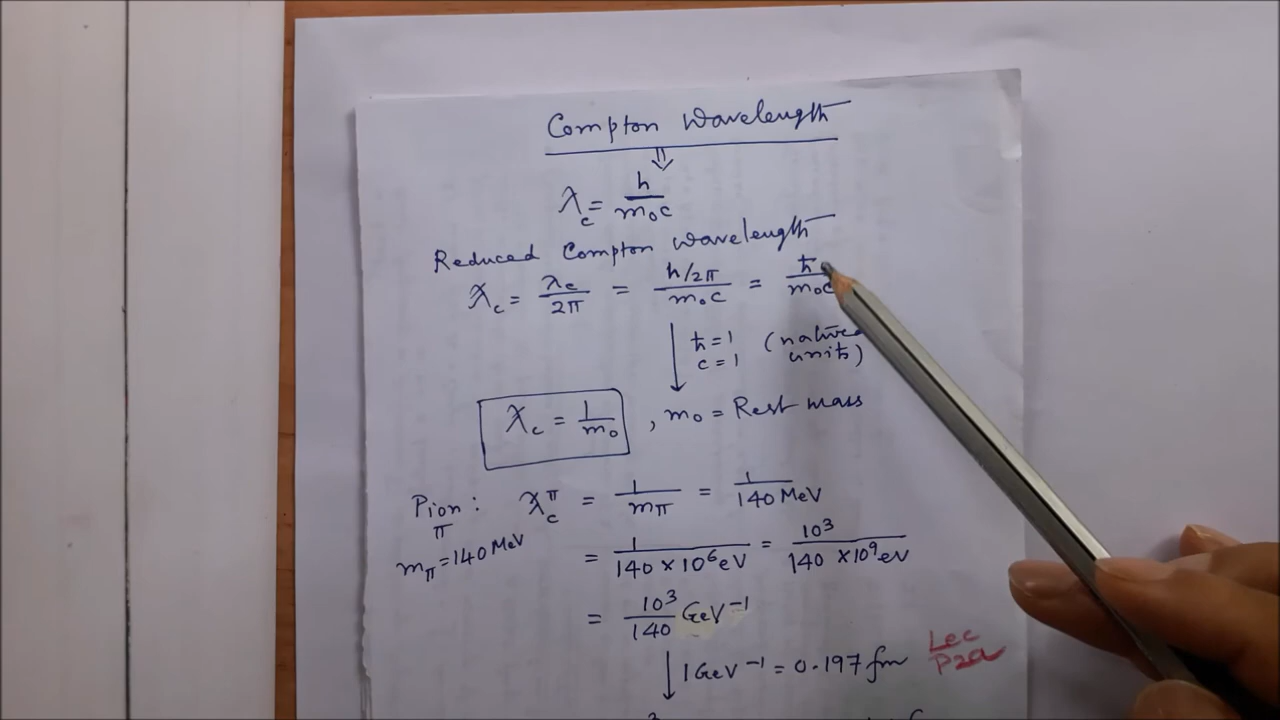 Compton Wavelength
⇓
λc = h/m₀c
Reduced Compton Wavelength
ƛc = λc/2π = h/2π/m₀c = ħ/m₀c
↓ ħ = 1 (natural
c = 1 units)
ƛc = 1/m₀ , m₀ = Rest mass
Pion : ƛc^π = 1/mπ = 1/140 MeV
π
mπ = 140 MeV
= 1/140 × 10⁶ eV = 10³/140 × 10⁹ eV
= 10³/140 GeV⁻¹
↓ 1 GeV⁻¹ = 0.197 fm
Lec
P2a